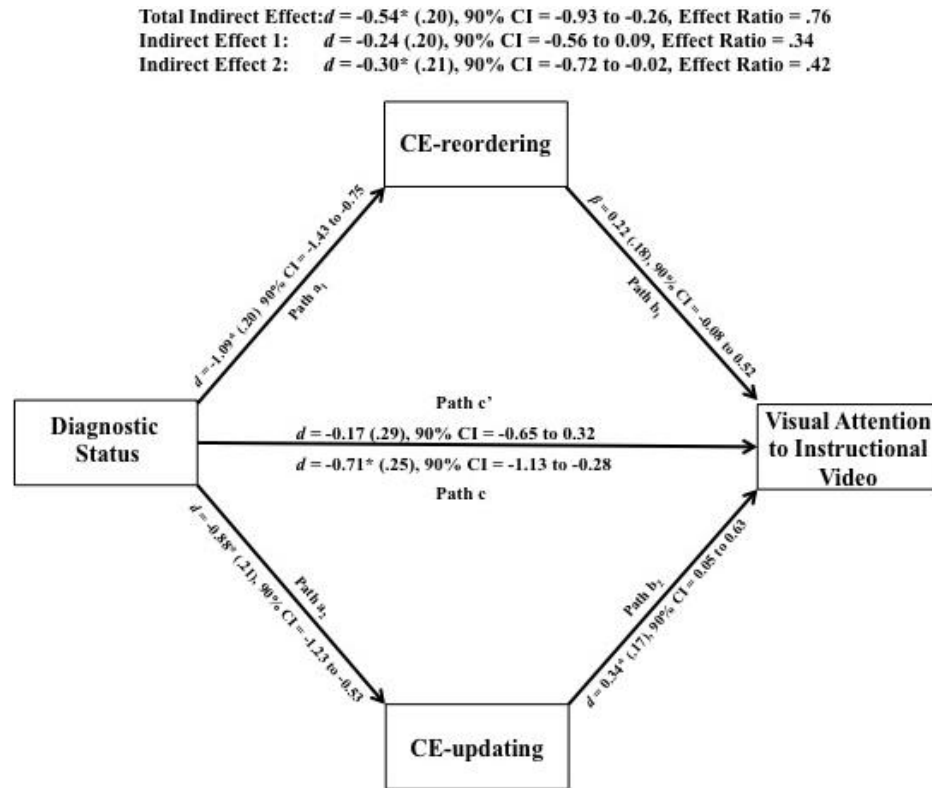 Total Indirect Effect:d = -0.54* (.20), 90% CI = -0.93 to -0.26, Effect Ratio = .76
Indirect Effect 1: d = -0.24 (.20), 90% CI = -0.56 to 0.09, Effect Ratio = .34
Indirect Effect 2: d = -0.30* (.21), 90% CI = -0.72 to -0.02, Effect Ratio = .42
CE-reordering
d = -1.09* (.20) 90% CI = -1.43 to -0.75
Path a1
β = 0.22 (.18), 90% CI = -0.08 to 0.52
Path b1
Diagnostic
Status
Path c’
d = -0.17 (.29), 90% CI = -0.65 to 0.32
d = -0.71* (.25), 90% CI = -1.13 to -0.28
Path c
Visual Attention
to Instructional
Video
d = -0.88* (.21), 90% CI = -1.23 to -0.53
Path a2
Path b2
d = 0.34* (.17), 90% CI = 0.05 to 0.63
CE-updating